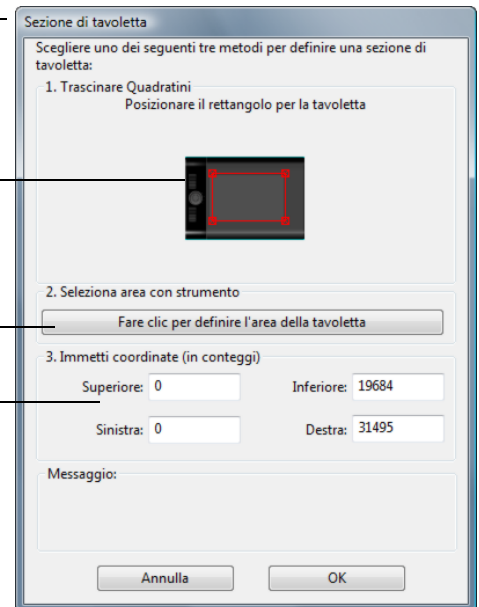 Sezione di tavoletta
Scegliere uno dei seguenti tre metodi per definire una sezione di
tavoletta:
1. Trascinare Quadratini
Posizionare il rettangolo per la tavoletta
2. Seleziona area con strumento
Fare clic per definire l'area della tavoletta
3. Immetti coordinate (in conteggi)
Superiore: 0 Inferiore: 19684
Sinistra: 0 Destra: 31495
Messaggio:
Annulla OK